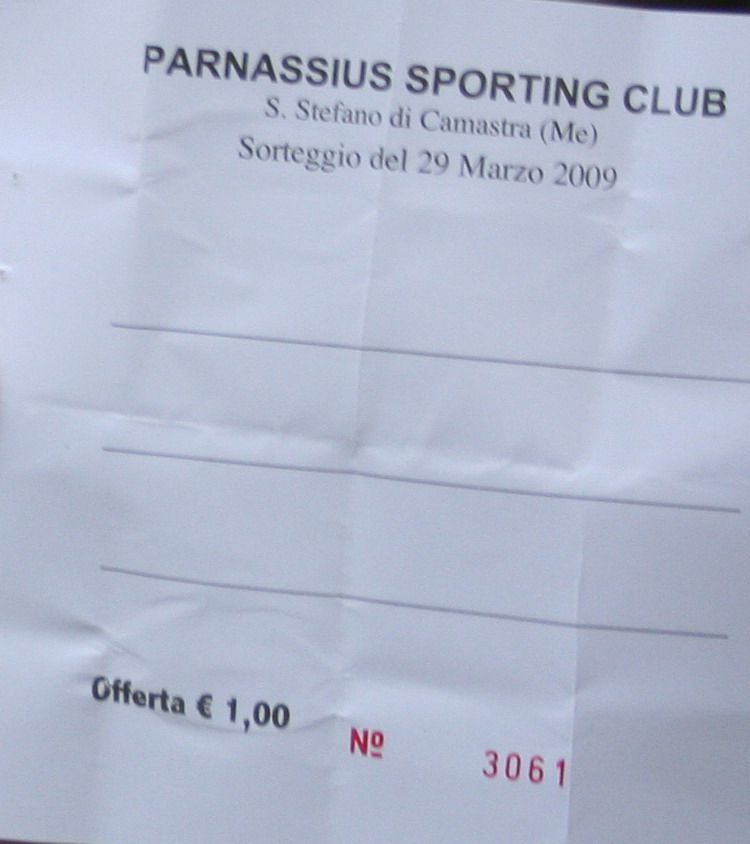 PARNASSIUS SPORTING CLUB
S. Stefano di Camastra (Me)
Sorteggio del 29 Marzo 2009
Offerta € 1,00
Nº 3061